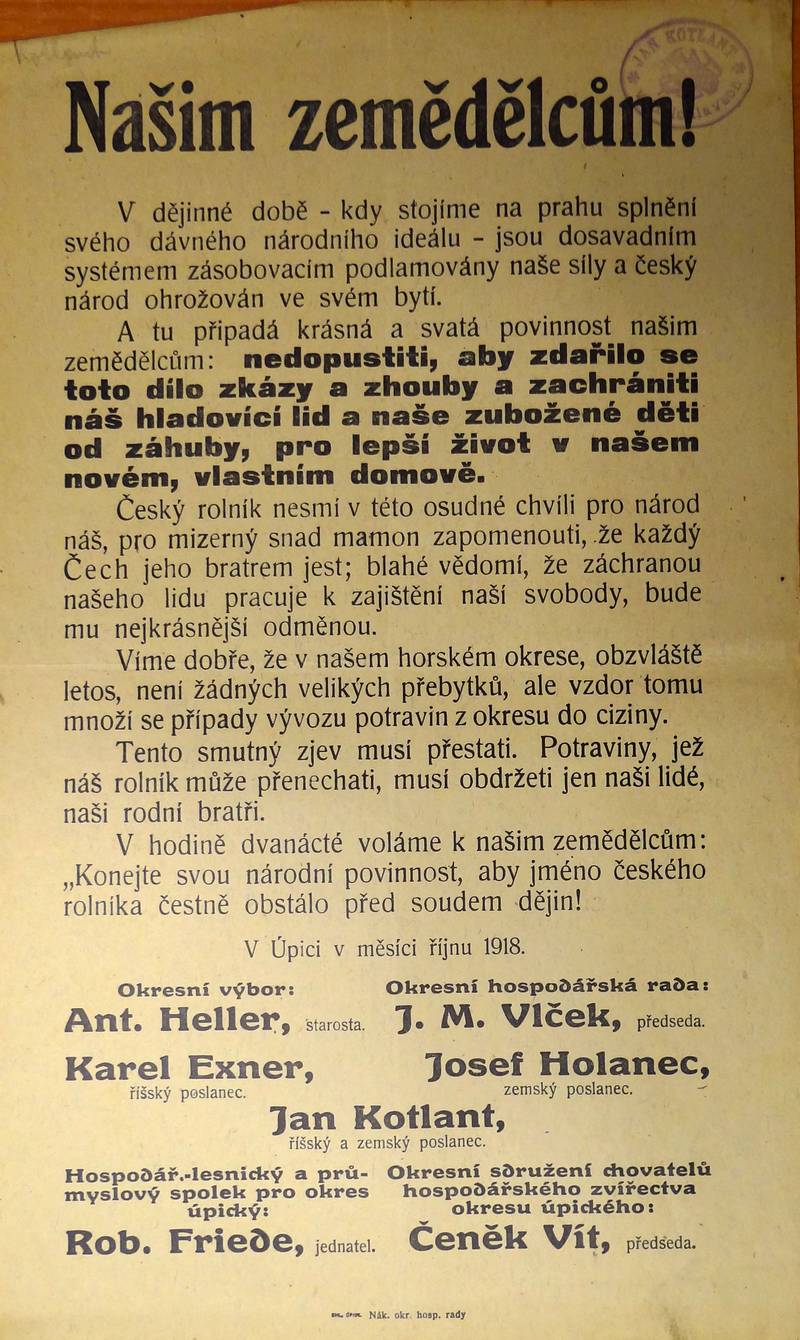 JAN KOTLANT
Našim zemědělcům!
V dějinné době - kdy stojíme na prahu splnění
svého dávného národního ideálu - jsou dosavadním
systémem zásobovacím podlamovány naše síly a český
národ ohrožován ve svém bytí.
A tu připadá krásná a svatá povinnost našim
zemědělcům: nedopustiti, aby zdařilo se
toto dílo zkázy a zhouby a zachrániti
náš hladovící lid a naše zubožené děti
od záhuby, pro lepší život v našem
novém, vlastním domově.
Český rolník nesmí v této osudné chvíli pro národ
náš, pro mizerný snad mamon zapomenouti, že každý
Čech jeho bratrem jest; blahé vědomí, že záchranou
našeho lidu pracuje k zajištění naší svobody, bude
mu nejkrásnější odměnou.
Víme dobře, že v našem horském okrese, obzvláště
letos, není žádných velikých přebytků, ale vzdor tomu
množí se případy vývozu potravin z okresu do ciziny.
Tento smutný zjev musí přestati. Potraviny, jež
náš rolník může přenechati, musí obdržeti jen naši lidé,
naši rodní bratři.
V hodině dvanácté voláme k našim zemědělcům:
„Konejte svou národní povinnost, aby jméno českého
rolníka čestně obstálo před soudem dějin!
V Úpici v měsíci říjnu 1918.
Okresní výbor:
Ant. Heller, starosta.
Okresní hospodářská rada:
J. M. Vlček, předseda.
Karel Exner,
říšský poslanec.
Josef Holanec,
zemský poslanec.
Jan Kotlant,
říšský a zemský poslanec.
Hospodář.-lesnický a prů-
myslový spolek pro okres
úpický:
Rob. Friede, jednatel.
Okresní sdružení chovatelů
hospodářského zvířectva
okresu úpického:
Čeněk Vít, předseda.
Nák. okr. hosp. rady